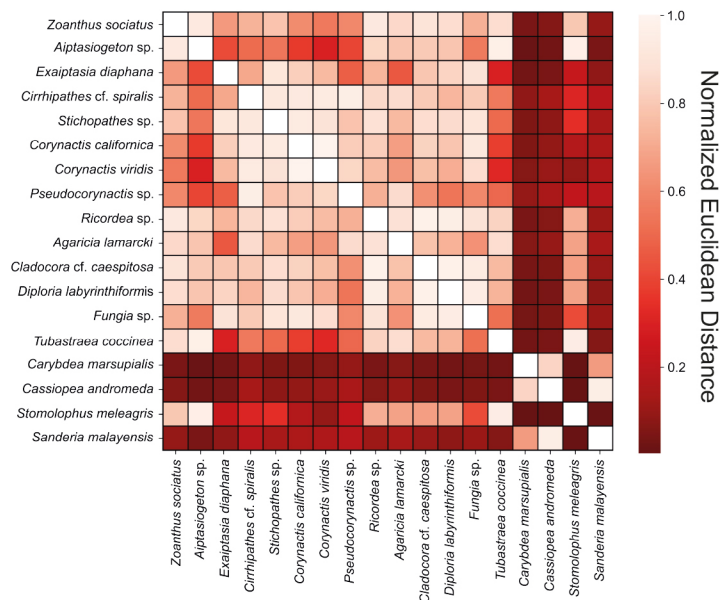 Zoanthus sociatus
Aiptasiogeton sp.
Exaiptasia diaphana
Cirrhipathes cf. spiralis
Stichopathes sp.
Corynactis californica
Corynactis viridis
Pseudocorynactis sp.
Ricordea sp.
Agaricia lamarcki
Cladocora cf. caespitosa
Diploria labyrinthiformis
Fungia sp.
Tubastraea coccinea
Carybdea marsupialis
Cassiopea andromeda
Stomolophus meleagris
Sanderia malayensis
Zoanthus sociatus
Aiptasiogeton sp.
Exaiptasia diaphana
Cirrhipathes cf. spiralis
Stichopathes sp.
Corynactis californica
Corynactis viridis
Pseudocorynactis sp.
Ricordea sp.
Agaricia lamarcki
Cladocora cf. caespitosa
Diploria labyrinthiformis
Fungia sp.
Tubastraea coccinea
Carybdea marsupialis
Cassiopea andromeda
Stomolophus meleagris
Sanderia malayensis
1.0
0.8
0.6
0.4
0.2
Normalized Euclidean Distance